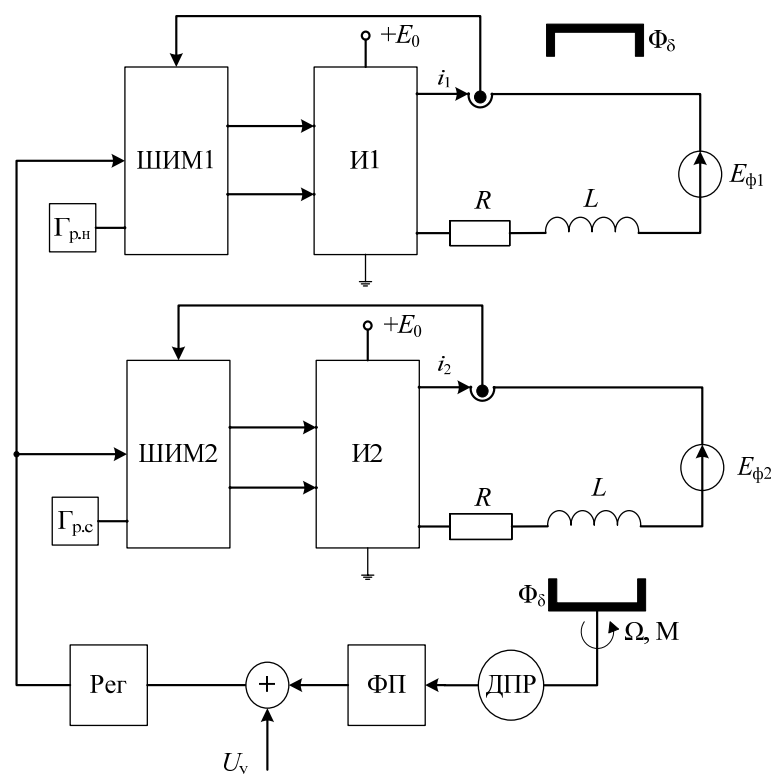 +E₀
Φδ
i₁
ШИМ1
И1
Eф1
R
L
Гр.н
+E₀
i₂
ШИМ2
И2
Eф2
R
L
Гр.с
Φδ
Ω, М
Рег
+
ФП
ДПР
Uv